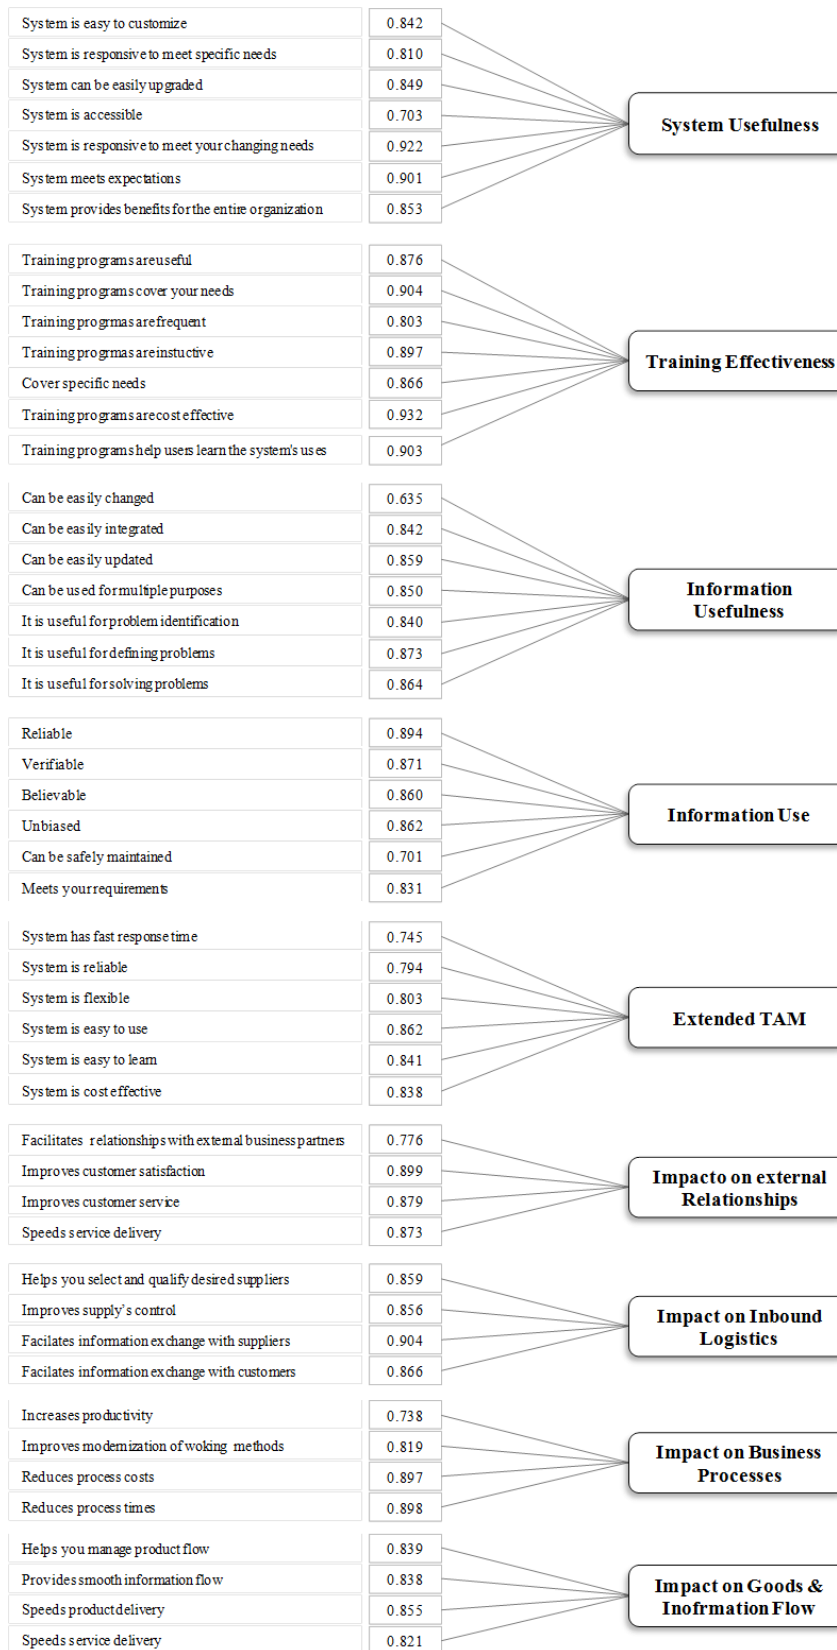 System is easy to customize 0.842
System is responsive to meet specific needs 0.810
System can be easily upgraded 0.849
System is accessible 0.703
System is responsive to meet your changing needs 0.922
System meets expectations 0.901
System provides benefits for the entire organization 0.853
System Usefulness
Training programs are useful 0.876
Training programs cover your needs 0.904
Training progrmas are frequent 0.803
Training progrmas are instuctive 0.897
Cover specific needs 0.866
Training programs are cost effective 0.932
Training programs help users learn the system's uses 0.903
Training Effectiveness
Can be easily changed 0.635
Can be easily integrated 0.842
Can be easily updated 0.859
Can be used for multiple purposes 0.850
It is useful for problem identification 0.840
It is useful for defining problems 0.873
It is useful for solving problems 0.864
Information
Usefulness
Reliable 0.894
Verifiable 0.871
Believable 0.860
Unbiased 0.862
Can be safely maintained 0.701
Meets your requirements 0.831
Information Use
System has fast response time 0.745
System is reliable 0.794
System is flexible 0.803
System is easy to use 0.862
System is easy to learn 0.841
System is cost effective 0.838
Extended TAM
Facilitates relationships with external business partners 0.776
Improves customer satisfaction 0.899
Improves customer service 0.879
Speeds service delivery 0.873
Impacto on external
Relationships
Helps you select and qualify desired suppliers 0.859
Improves supply's control 0.856
Facilates information exchange with suppliers 0.904
Facilates information exchange with customers 0.866
Impact on Inbound
Logistics
Increases productivity 0.738
Improves modernization of woking methods 0.819
Reduces process costs 0.897
Reduces process times 0.898
Impact on Business
Processes
Helps you manage product flow 0.839
Provides smooth information flow 0.838
Speeds product delivery 0.855
Speeds service delivery 0.821
Impact on Goods &
Inofrmation Flow